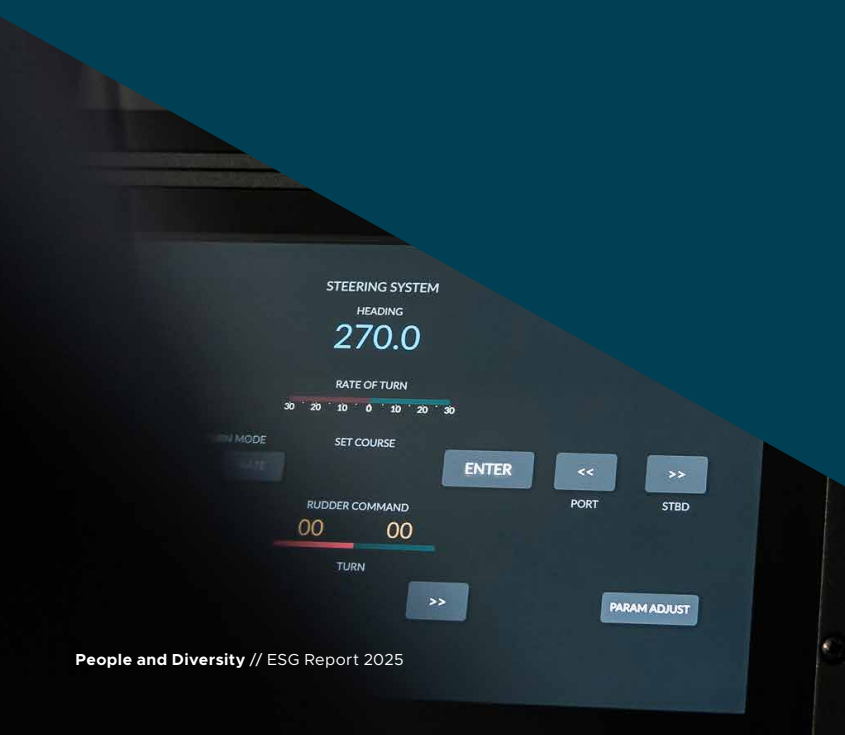 STEERING SYSTEM
HEADING
270.0
RATE OF TURN
30 20 10 0 10 20 30
MODE
SET COURSE
ENTER
<<
>>
PORT
STBD
RUDDER COMMAND
00 00
TURN
>>
PARAM ADJUST
People and Diversity // ESG Report 2025